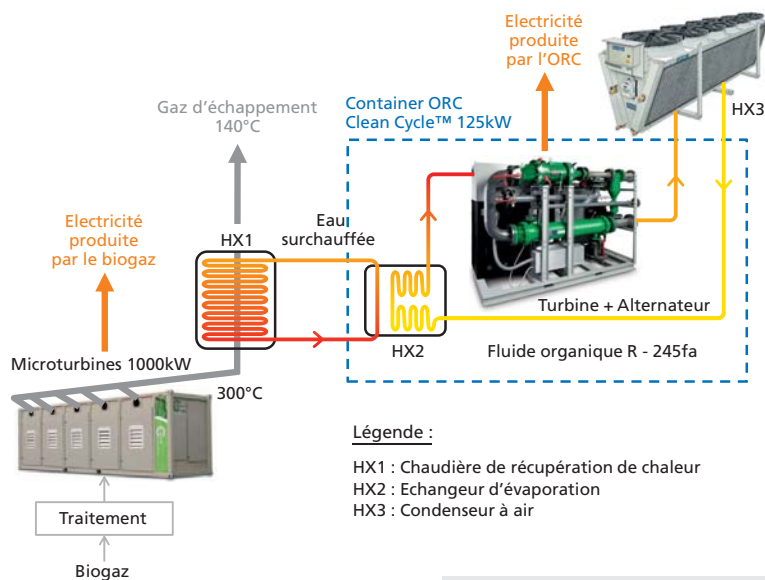 Electricité
produite
par l'ORC
HX3
Gaz d'échappement
140°C
Container ORC
Clean Cycle™ 125kW
Electricité
produite
par le biogaz
HX1
Eau
surchauffée
Turbine + Alternateur
HX2
Fluide organique R - 245fa
Microturbines 1000kW
300°C
Légende :
HX1 : Chaudière de récupération de chaleur
HX2 : Echangeur d'évaporation
HX3 : Condenseur à air
Traitement
Biogaz